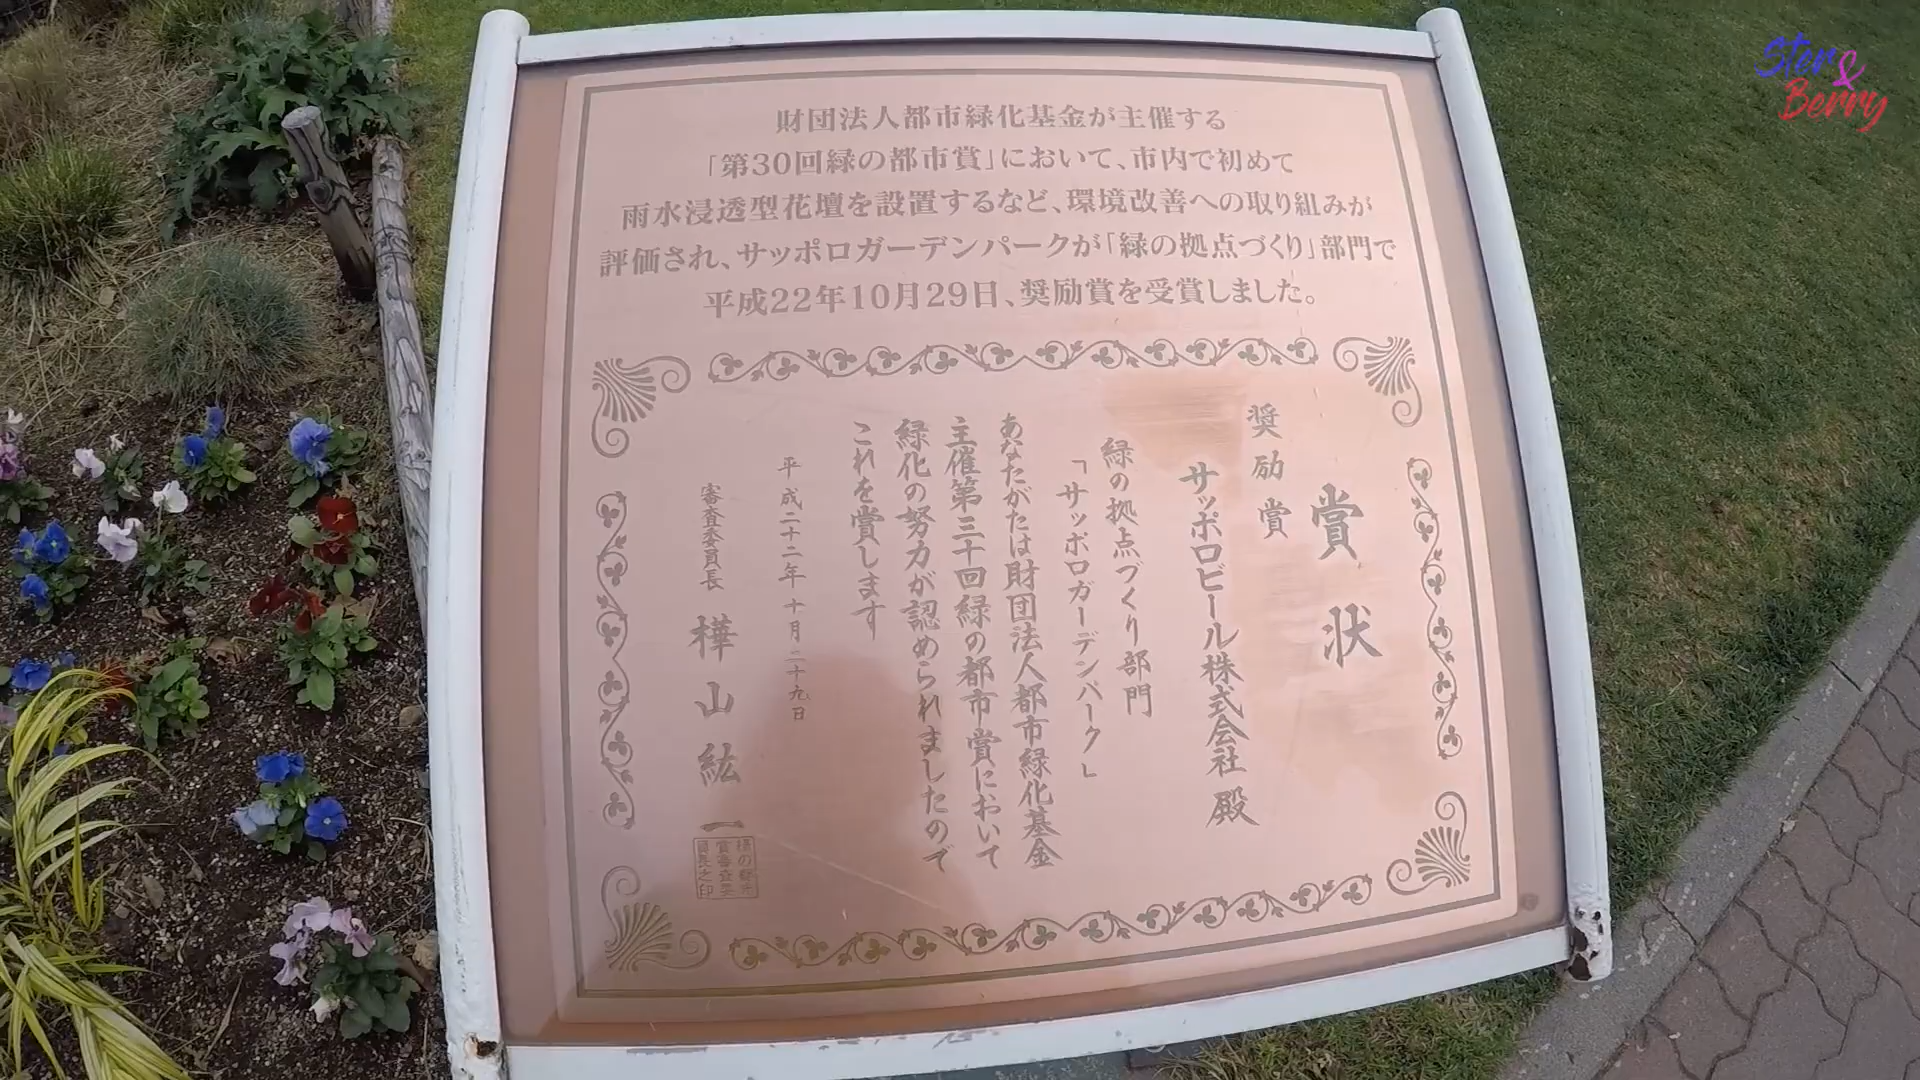 財団法人都市緑化基金が主催する
「第30回緑の都市賞」において、市内で初めて
雨水浸透型花壇を設置するなど、環境改善への取り組みが
評価され、サッポロガーデンパークが「緑の拠点づくり」部門で
平成22年10月29日、奨励賞を受賞しました。
賞状
奨励賞
サッポロビール株式会社 殿
緑の拠点づくり部門
「サッポロガーデンパーク」
あなたがたは財団法人都市緑化基金
主催第三十回緑の都市賞において
緑化の努力が認められましたので
これを賞します
平成二十二年十月二十九日
審査委員長 樺山紘一
Ster&
Berry